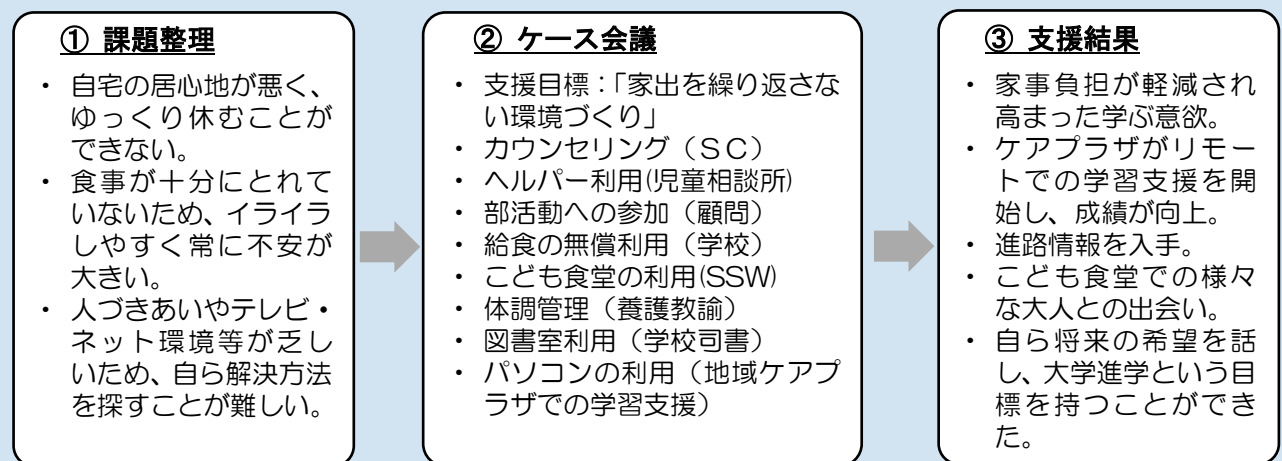 ① 課題整理
・ 自宅の居心地が悪く、
ゆっくり休むことが
できない。
・ 食事が十分にとれて
いないため、イライラ
しやすく常に不安が
大きい。
・ 人づきあいやテレビ・
ネット環境等が乏し
いため、自ら解決方法
を探すことが難しい。
② ケース会議
・ 支援目標：「家出を繰り返さな
い環境づくり」
・ カウンセリング（ＳＣ）
・ ヘルパー利用(児童相談所)
・ 部活動への参加（顧問）
・ 給食の無償利用（学校）
・ こども食堂の利用(SSW)
・ 体調管理（養護教諭）
・ 図書室利用（学校司書）
・ パソコンの利用（地域ケアプ
ラザでの学習支援）
③ 支援結果
・ 家事負担が軽減され
高まった学ぶ意欲。
・ ケアプラザがリモー
トでの学習支援を開
始し、成績が向上。
・ 進路情報を入手。
・ こども食堂での様々
な大人との出会い。
・ 自ら将来の希望を話
し、大学進学という目
標を持つことができ
た。